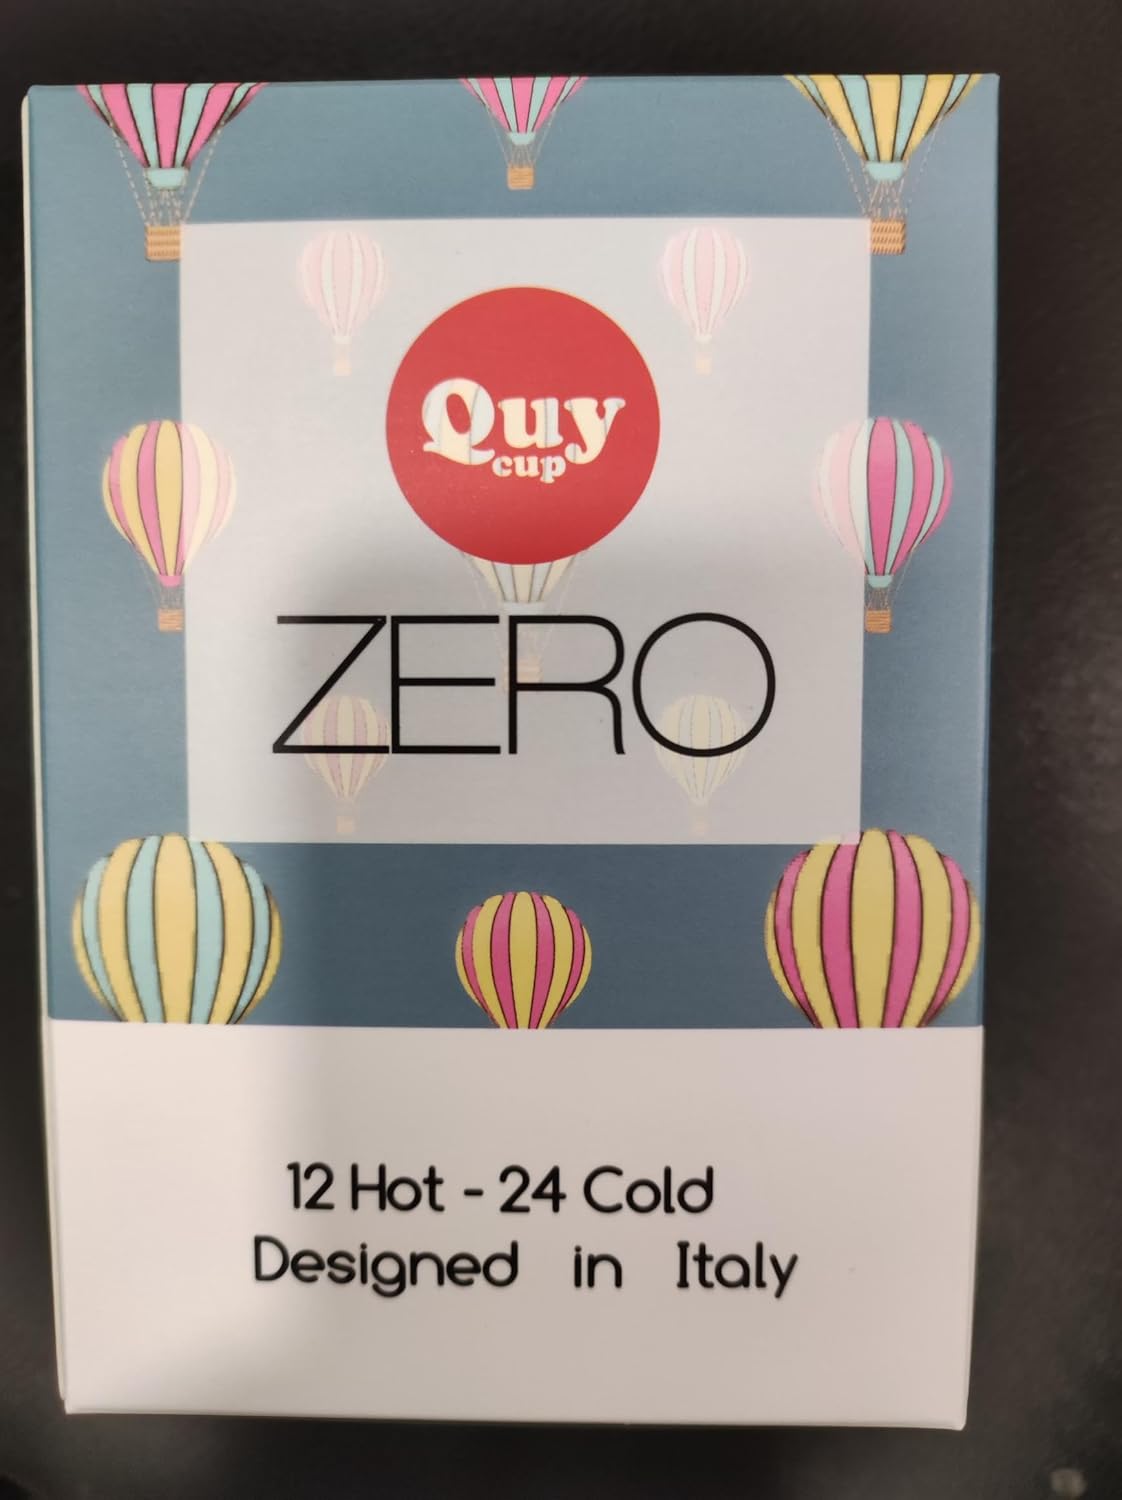 Quy
cup
ZERO
12 Hot - 24 Cold
Designed in Italy